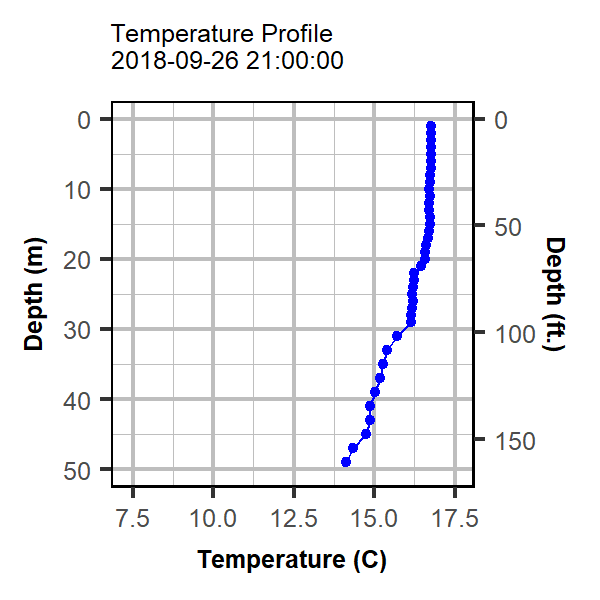 Temperature Profile
2018-09-26 21:00:00
0
10
20
30
40
50
Depth (m)
0
50
100
150
Depth (ft.)
7.5 10.0 12.5 15.0 17.5
Temperature (C)